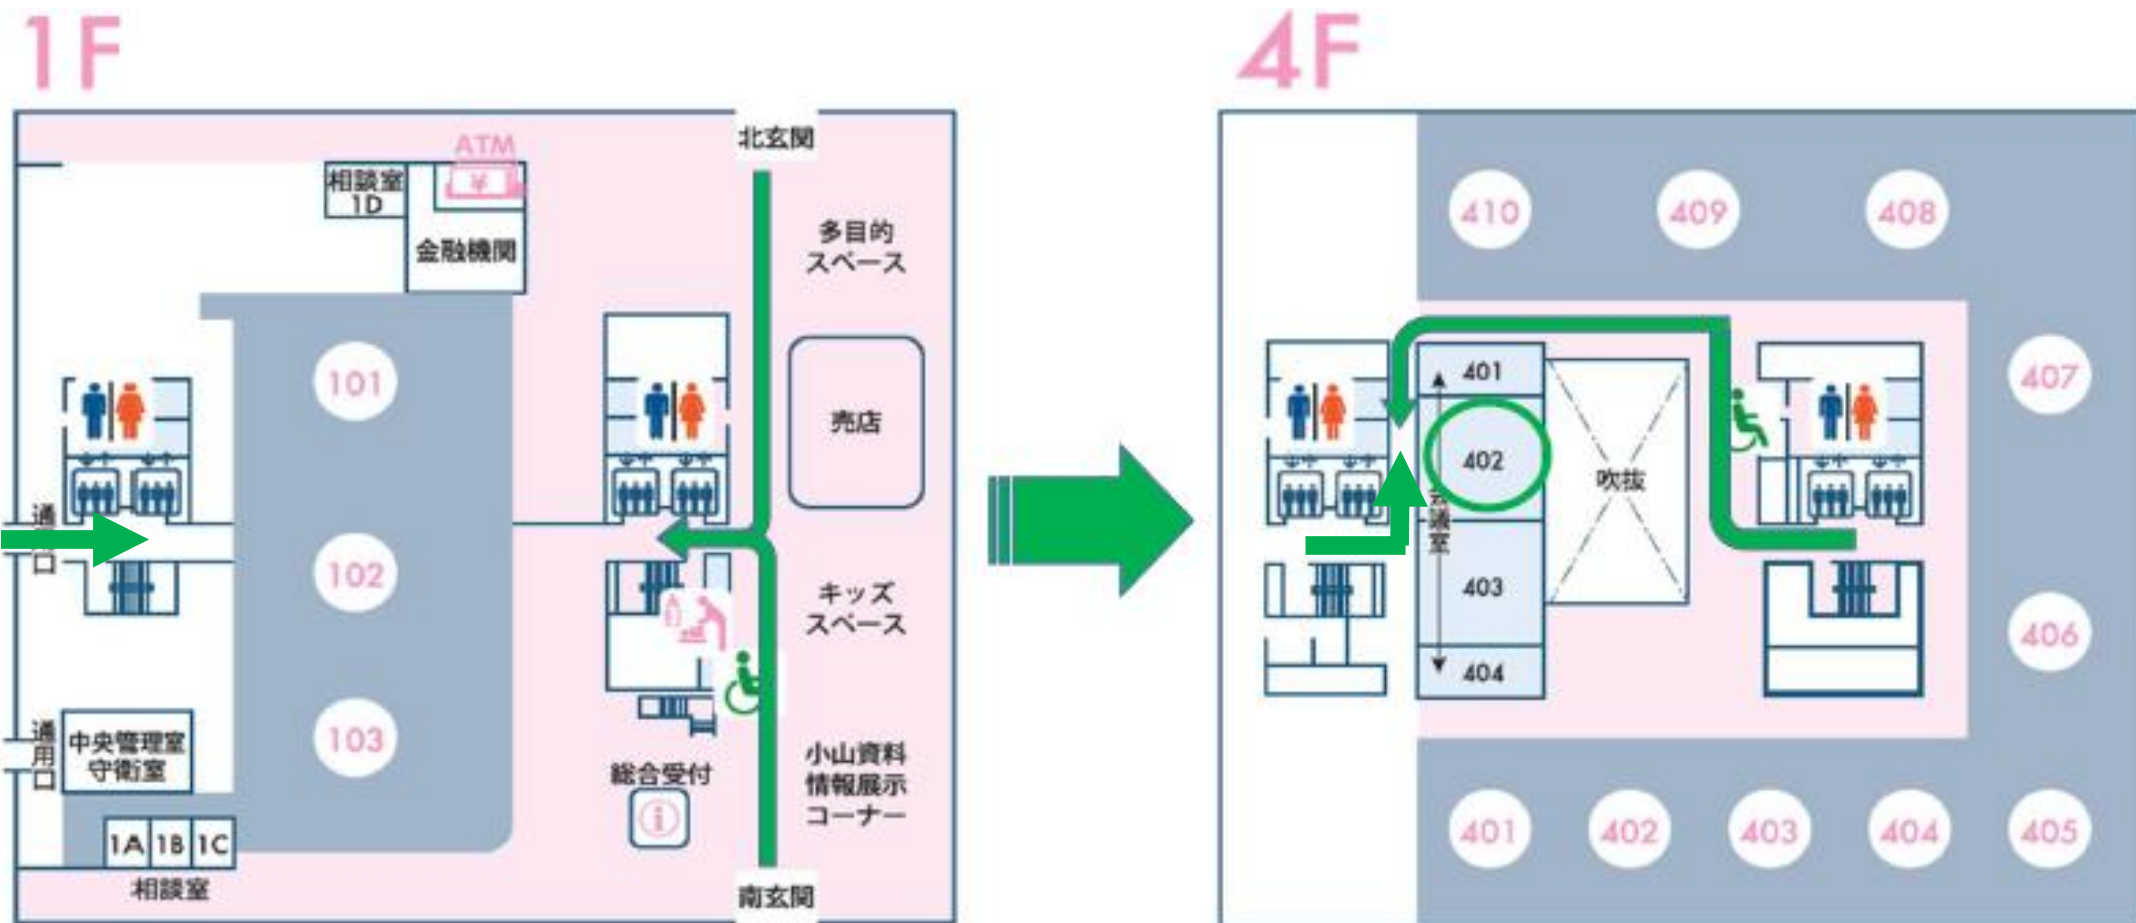 1F
北玄関
ATM
¥
相談室
1D
金融機関
多目的
スペース
101
売店
通
口
102
キッズ
スペース
通用口
中央管理室
守衛室
103
総合受付
i
小山資料
情報展示
コーナー
1A 1B 1C
相談室
南玄関
4F
410 409 408
401
407
402
吹抜
議室
403
406
404
401 402 403 404 405